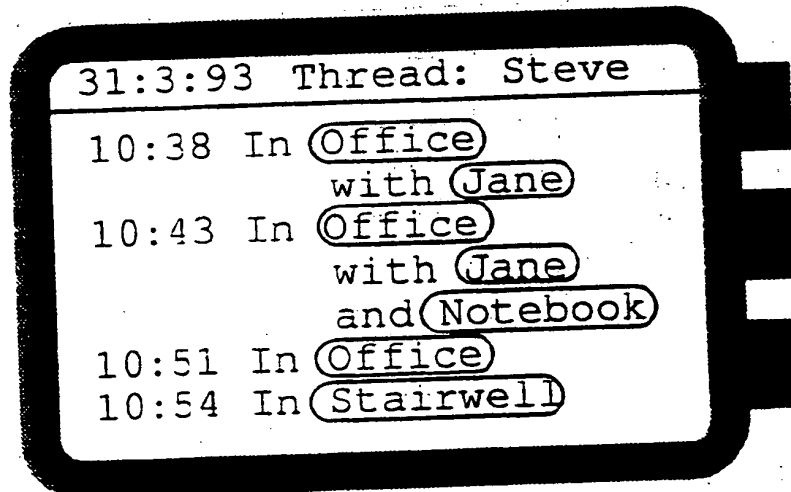 31:3:93 Thread: Steve
10:38 In Office
with Jane
10:43 In Office
with Jane
and Notebook
10:51 In Office
10:54 In Stairwell